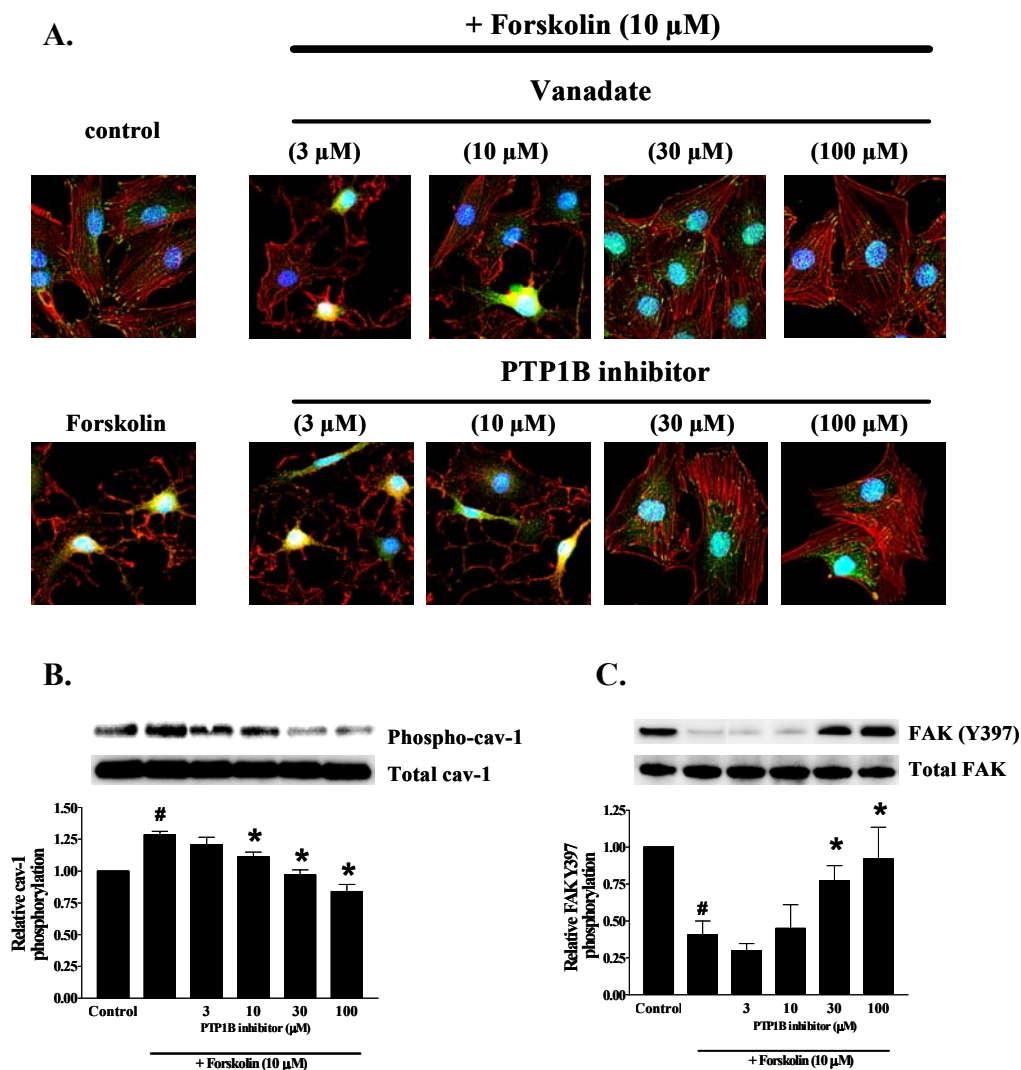 A.
+ Forskolin (10 µM)
Vanadate
control
(3 µM) (10 µM) (30 µM) (100 µM)
PTP1B inhibitor
Forskolin
(3 µM) (10 µM) (30 µM) (100 µM)
B.
Phospho-cav-1
Total cav-1
1.50
1.25
1.00
0.75
0.50
0.25
0.00
Relative cav-1
phosphorylation
#
*
*
*
Control 3 10 30 100
PTP1B inhibitor (µM)
+ Forskolin (10 µM)
C.
FAK (Y397)
Total FAK
1.25
1.00
0.75
0.50
0.25
0.00
Relative FAK Y397
phosphorylation
#
*
*
Control 3 10 30 100
PTP1B inhibitor (µM)
+ Forskolin (10 µM)